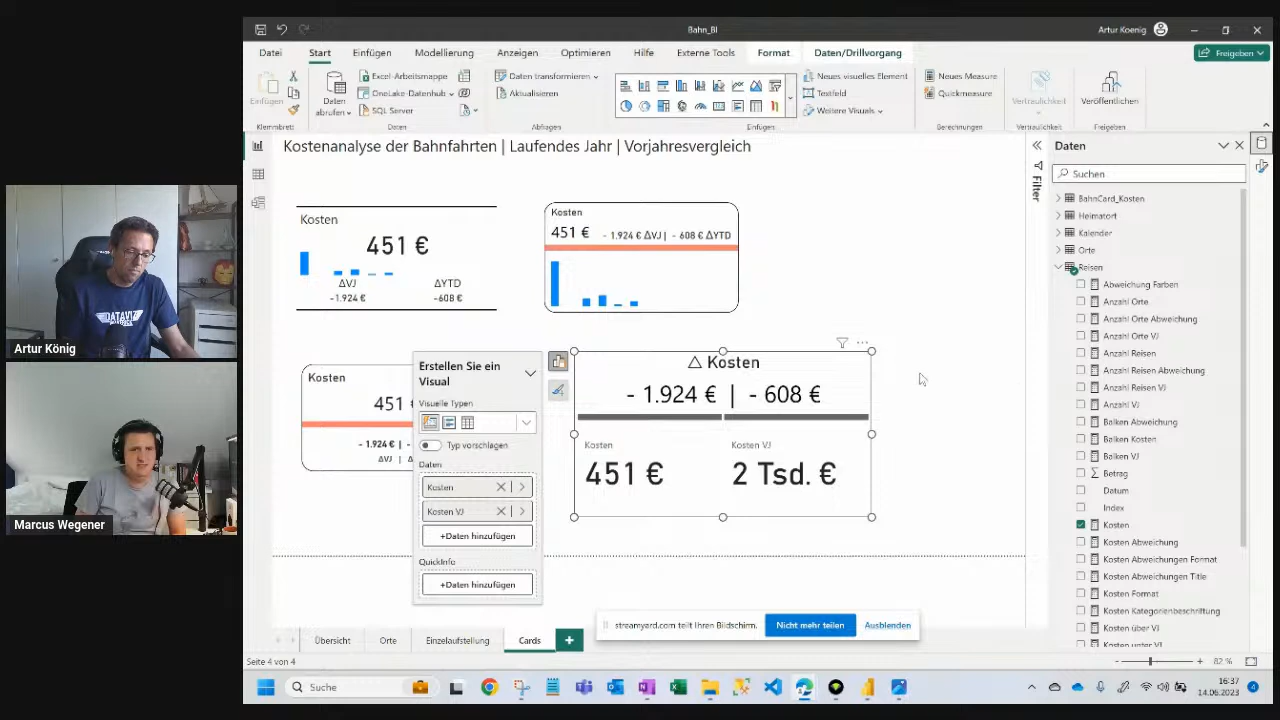 Bahn_BI
Artur Koenig
Datei
Start
Einfügen
Modellierung
Anzeigen
Optimieren
Hilfe
Externe Tools
Format
Daten/Drillvorgang
Freigeben
Einfügen
Klemmbrett
Daten
abrufen
Excel-Arbeitsmappe
OneLake-Datenhub
SQL Server
Daten
Daten transformieren
Aktualisieren
Abfragen
Neues visuelles Element
Textfeld
Weitere Visuals
Einfügen
Neues Measure
Quickmeasure
Berechnungen
Vertraulichkeit
Vertraulichkeit
Veröffentlichen
Freigeben
Kostenanalyse der Bahnfahrten | Laufendes Jahr | Vorjahresvergleich
Kosten
451 €
ΔVJ
ΔYTD
-1.924 €
-608 €
Kosten
451 €
- 1.924 € ΔVJ | - 608 € ΔYTD
Kosten
451
- 1.924 € | -
ΔVJ |
Erstellen Sie ein
Visual
Visuelle Typen
Typ vorschlagen
Daten
Kosten
Kosten VJ
+Daten hinzufügen
QuickInfo
+Daten hinzufügen
△ Kosten
- 1.924 € | - 608 €
Kosten
Kosten VJ
451 €
2 Tsd. €
Filter
Daten
Suchen
BahnCard_Kosten
Heimatort
Kalender
Orte
Reisen
Abweichung Farben
Anzahl Orte
Anzahl Orte Abweichung
Anzahl Orte VJ
Anzahl Reisen
Anzahl Reisen Abweichung
Anzahl Reisen VJ
Anzahl VJ
Balken Abweichung
Balken Kosten
Balken VJ
Betrag
Datum
Index
Kosten
Kosten Abweichung
Kosten Abweichungen Format
Kosten Abweichungen Title
Kosten Format
Kosten Kategorienbeschriftung
Kosten über VJ
Kosten unter VJ
Artur König
DATAVIZ
Marcus Wegener
streamyard.com teilt Ihren Bildschirm.
Nicht mehr teilen
Ausblenden
Übersicht
Orte
Einzelaufstellung
Cards
Seite 4 von 4
82 %
Suche
16:37
14.06.2023